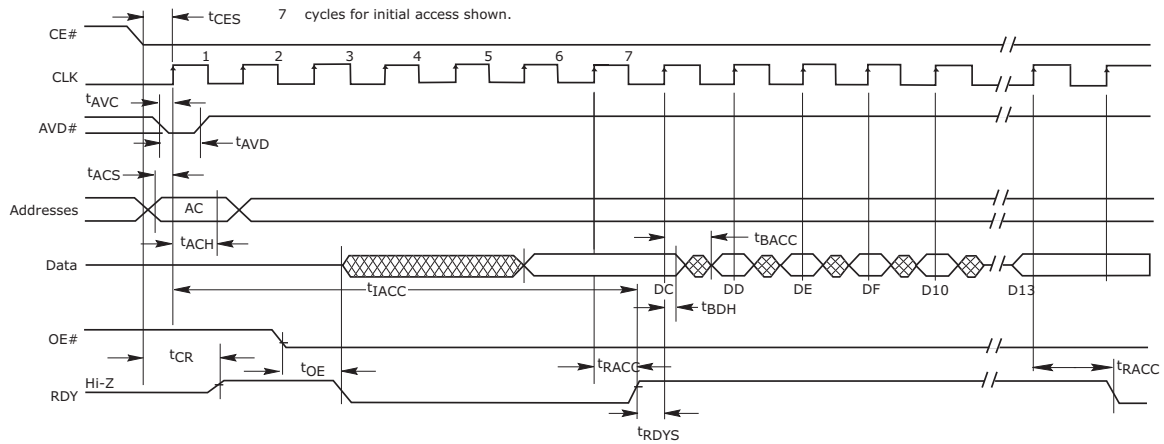 tCES
7 cycles for initial access shown.
CE#
1 2 3 4 5 6 7
CLK
tAVC
AVD#
tAVD
tACS
Addresses
AC
tACH
tBACC
Data
tIACC
DC DD DE DF D10 D13
tBDH
OE#
tCR
tOE
tRACC
tRACC
Hi-Z
RDY
tRDYS